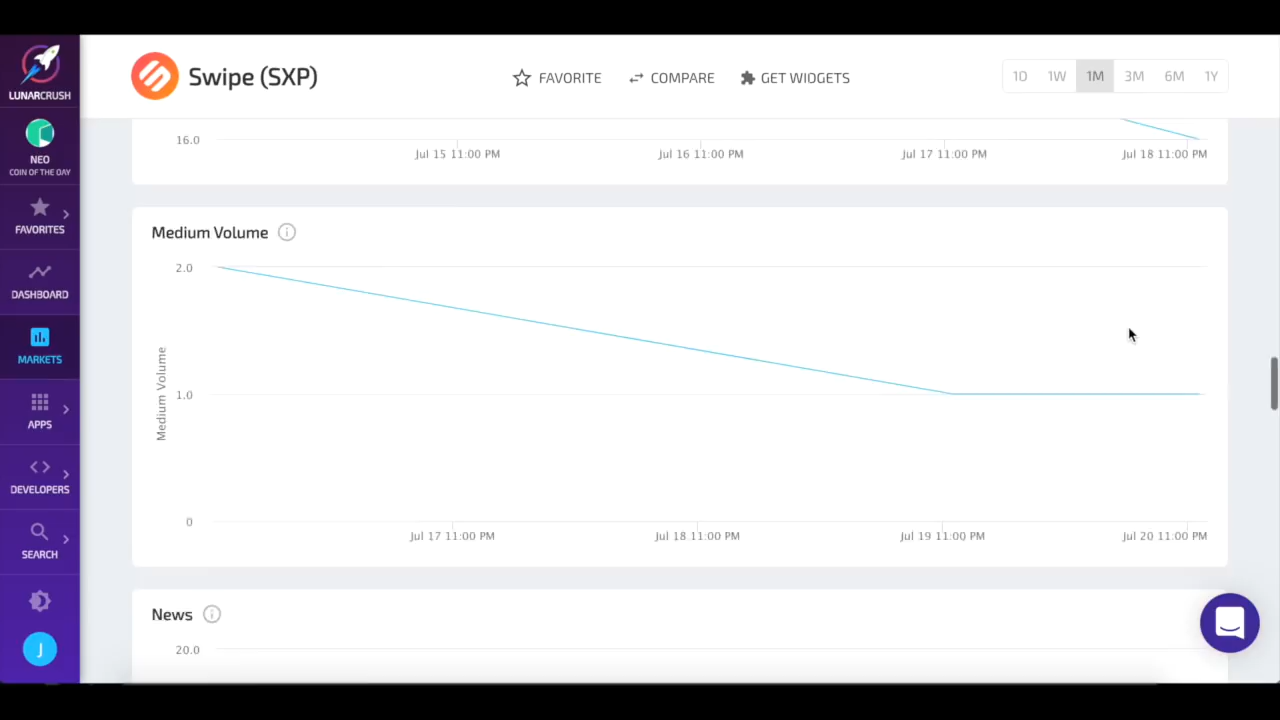 LUNARCRUSH
NEO
COIN OF THE DAY
FAVORITES
DASHBOARD
MARKETS
APPS
DEVELOPERS
SEARCH
J
Swipe (SXP)
FAVORITE
COMPARE
GET WIDGETS
1D 1W 1M 3M 6M 1Y
16.0
Jul 15 11:00 PM Jul 16 11:00 PM Jul 17 11:00 PM Jul 18 11:00 PM
Medium Volume
2.0
Medium Volume
1.0
0
Jul 17 11:00 PM Jul 18 11:00 PM Jul 19 11:00 PM Jul 20 11:00 PM
News
20.0